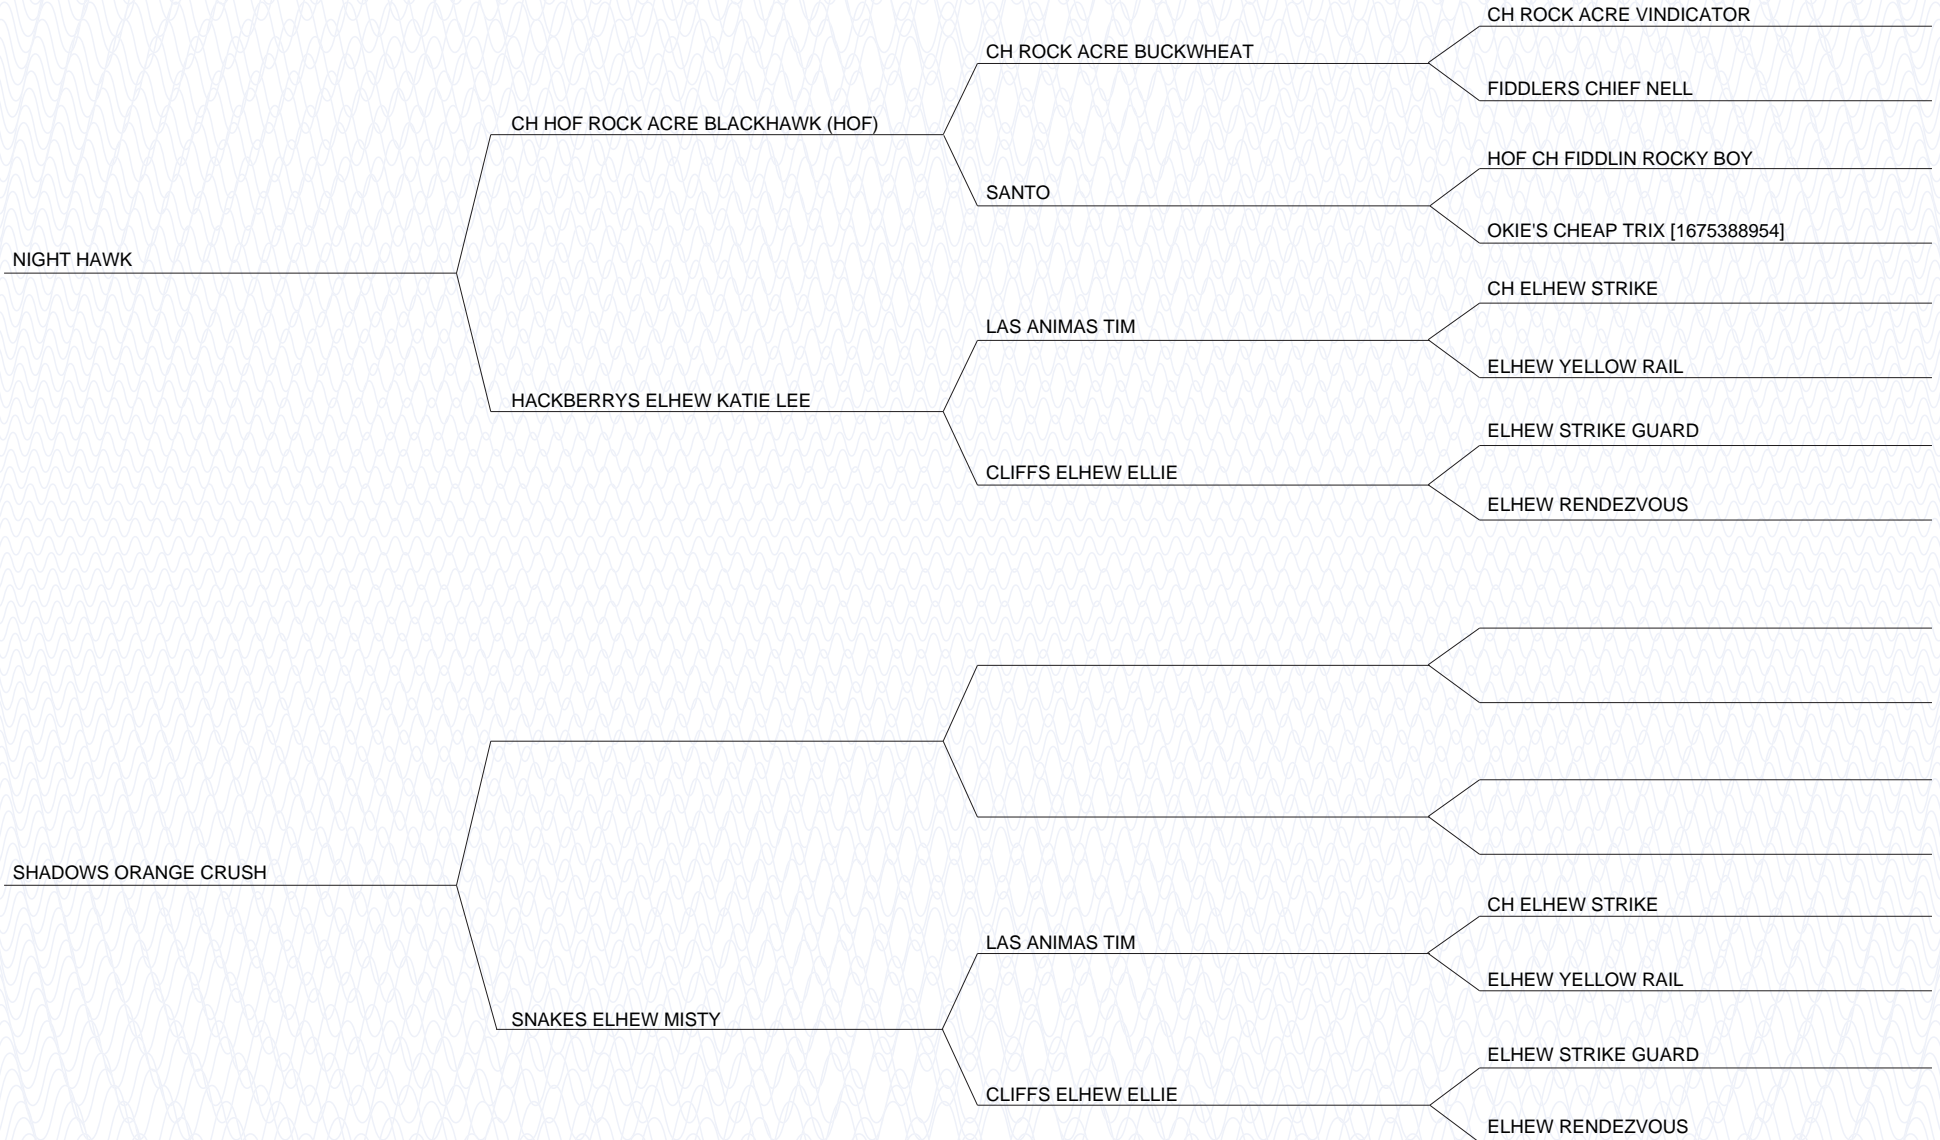 CH ROCK ACRE VINDICATOR
CH ROCK ACRE BUCKWHEAT
FIDDLERS CHIEF NELL
CH HOF ROCK ACRE BLACKHAWK (HOF)
HOF CH FIDDLIN ROCKY BOY
SANTO
OKIE'S CHEAP TRIX [1675388954]
NIGHT HAWK
CH ELHEW STRIKE
LAS ANIMAS TIM
ELHEW YELLOW RAIL
HACKBERRYS ELHEW KATIE LEE
ELHEW STRIKE GUARD
CLIFFS ELHEW ELLIE
ELHEW RENDEZVOUS
SHADOWS ORANGE CRUSH
CH ELHEW STRIKE
LAS ANIMAS TIM
ELHEW YELLOW RAIL
SNAKES ELHEW MISTY
ELHEW STRIKE GUARD
CLIFFS ELHEW ELLIE
ELHEW RENDEZVOUS